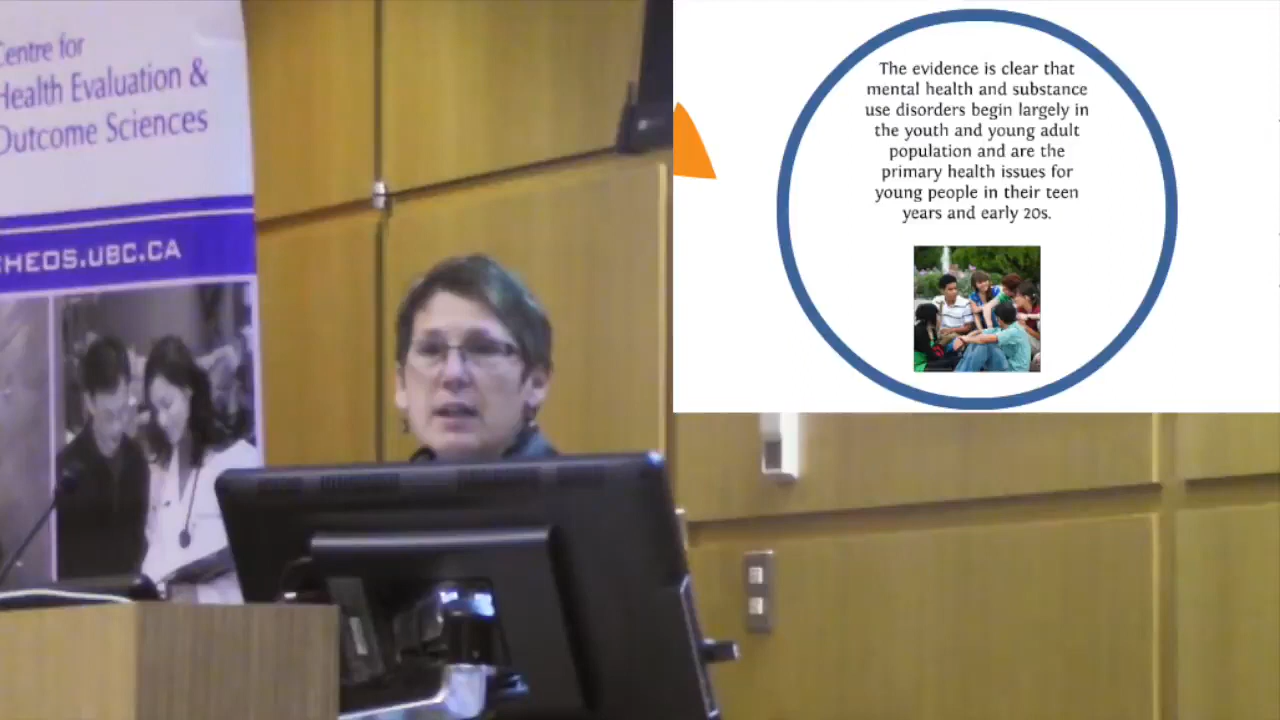 Centre for
Health Evaluation &
Outcome Sciences
CHEOS.UBC.CA
The evidence is clear that
mental health and substance
use disorders begin largely in
the youth and young adult
population and are the
primary health issues for
young people in their teen
years and early 20s.